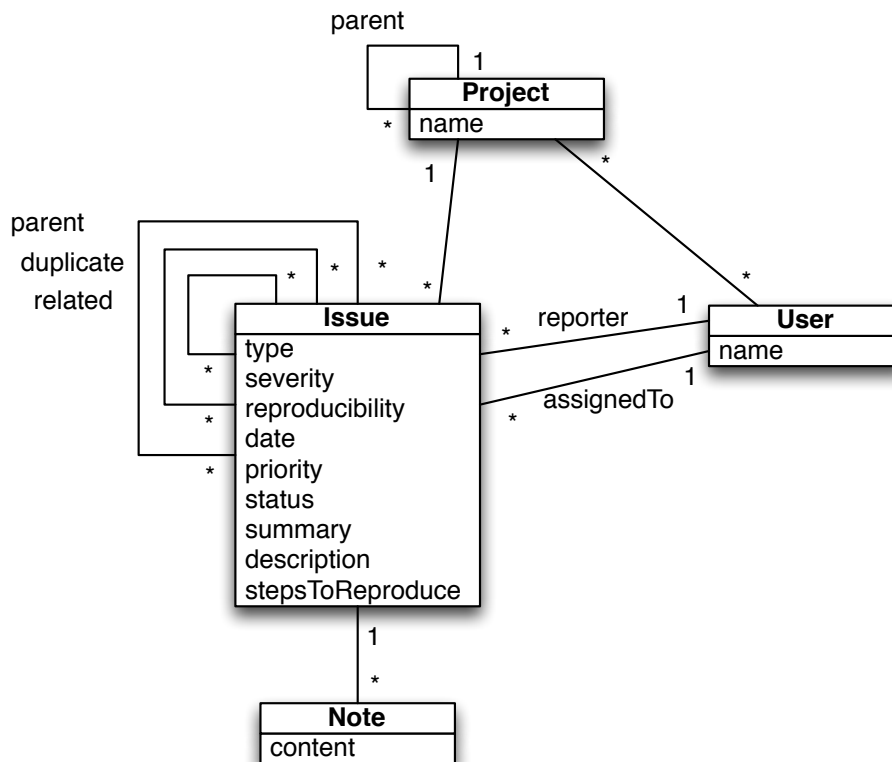 parent
1
Project
*
name
1
*
parent
duplicate
related
*
*
*
*
*
Issue
type
severity
reproducibility
date
priority
status
summary
description
stepsToReproduce
*
*
*
reporter
1
*
assignedTo
1
*
User
name
1
*
Note
content